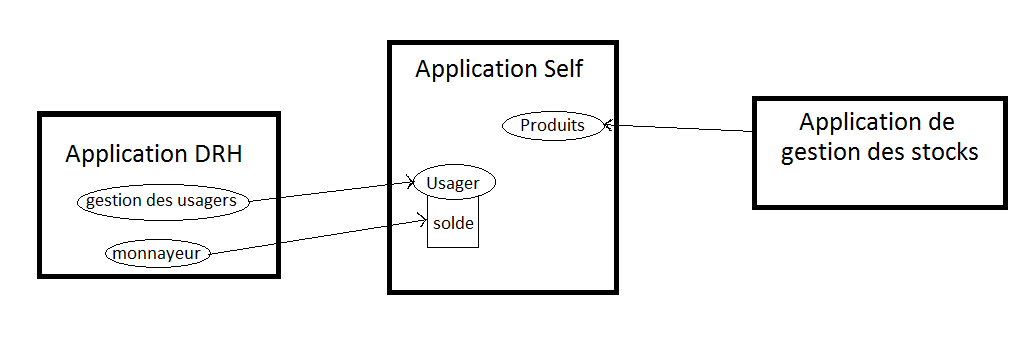 Application Self
Produits
Application de
gestion des stocks
Application DRH
gestion des usagers
Usager
solde
monnayeur